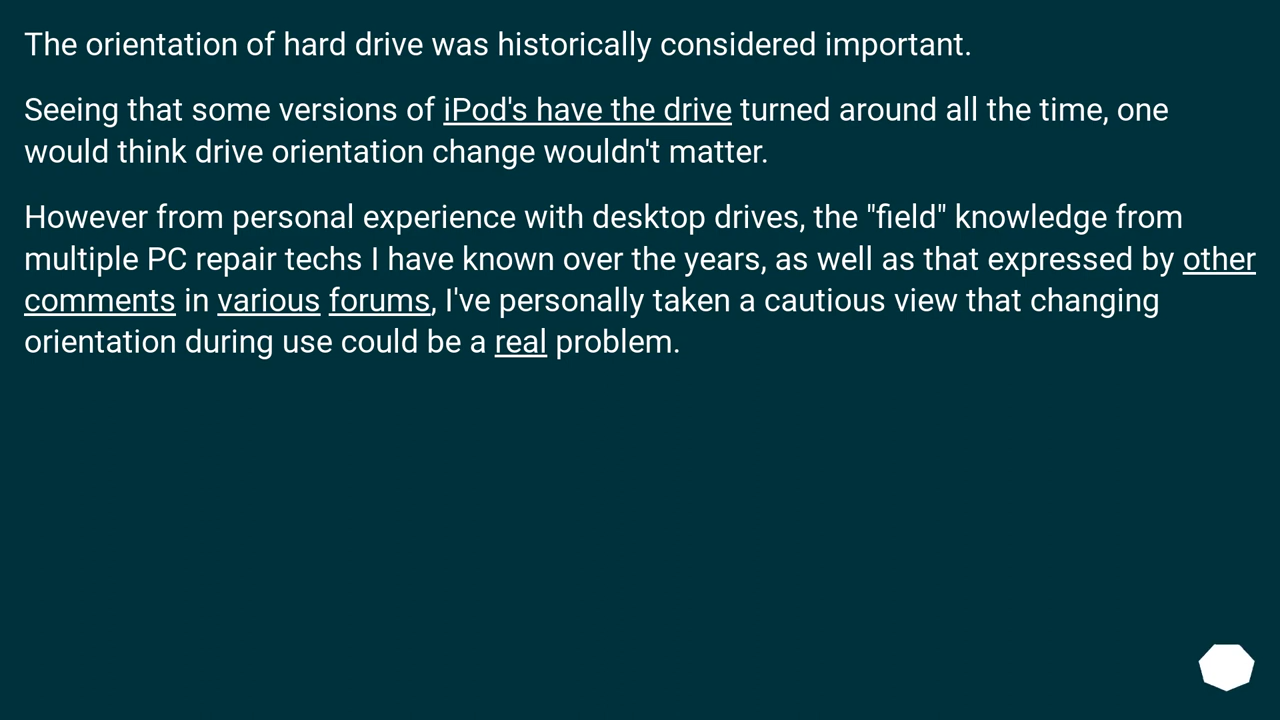 The orientation of hard drive was historically considered important.
Seeing that some versions of iPod's have the drive turned around all the time, one
would think drive orientation change wouldn't matter.
However from personal experience with desktop drives, the "field" knowledge from
multiple PC repair techs I have known over the years, as well as that expressed by other
comments in various forums, I've personally taken a cautious view that changing
orientation during use could be a real problem.